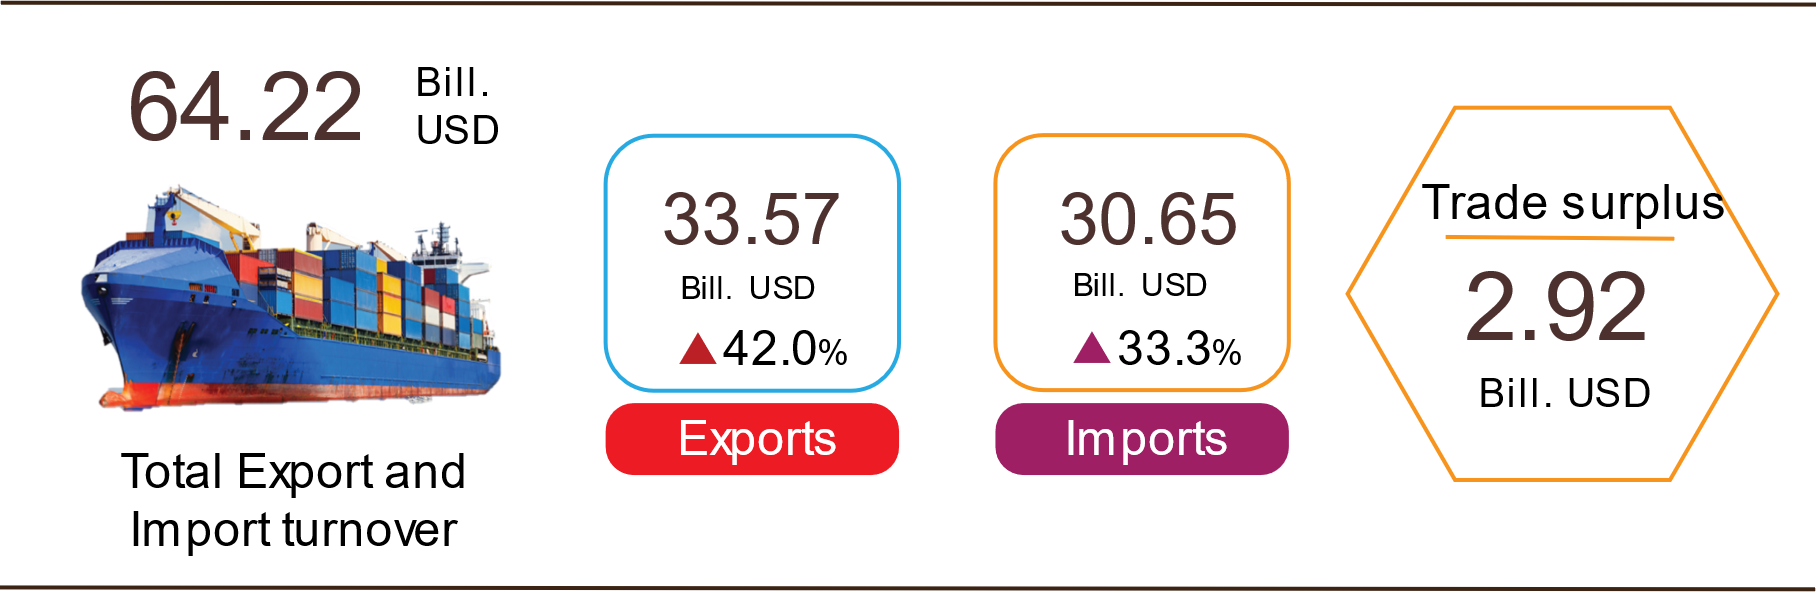 64.22
Bill.
USD
Total Export and
Import turnover
33.57
Bill. USD
▲42.0%
Exports
30.65
Bill. USD
▲33.3%
Imports
Trade surplus
2.92
Bill. USD